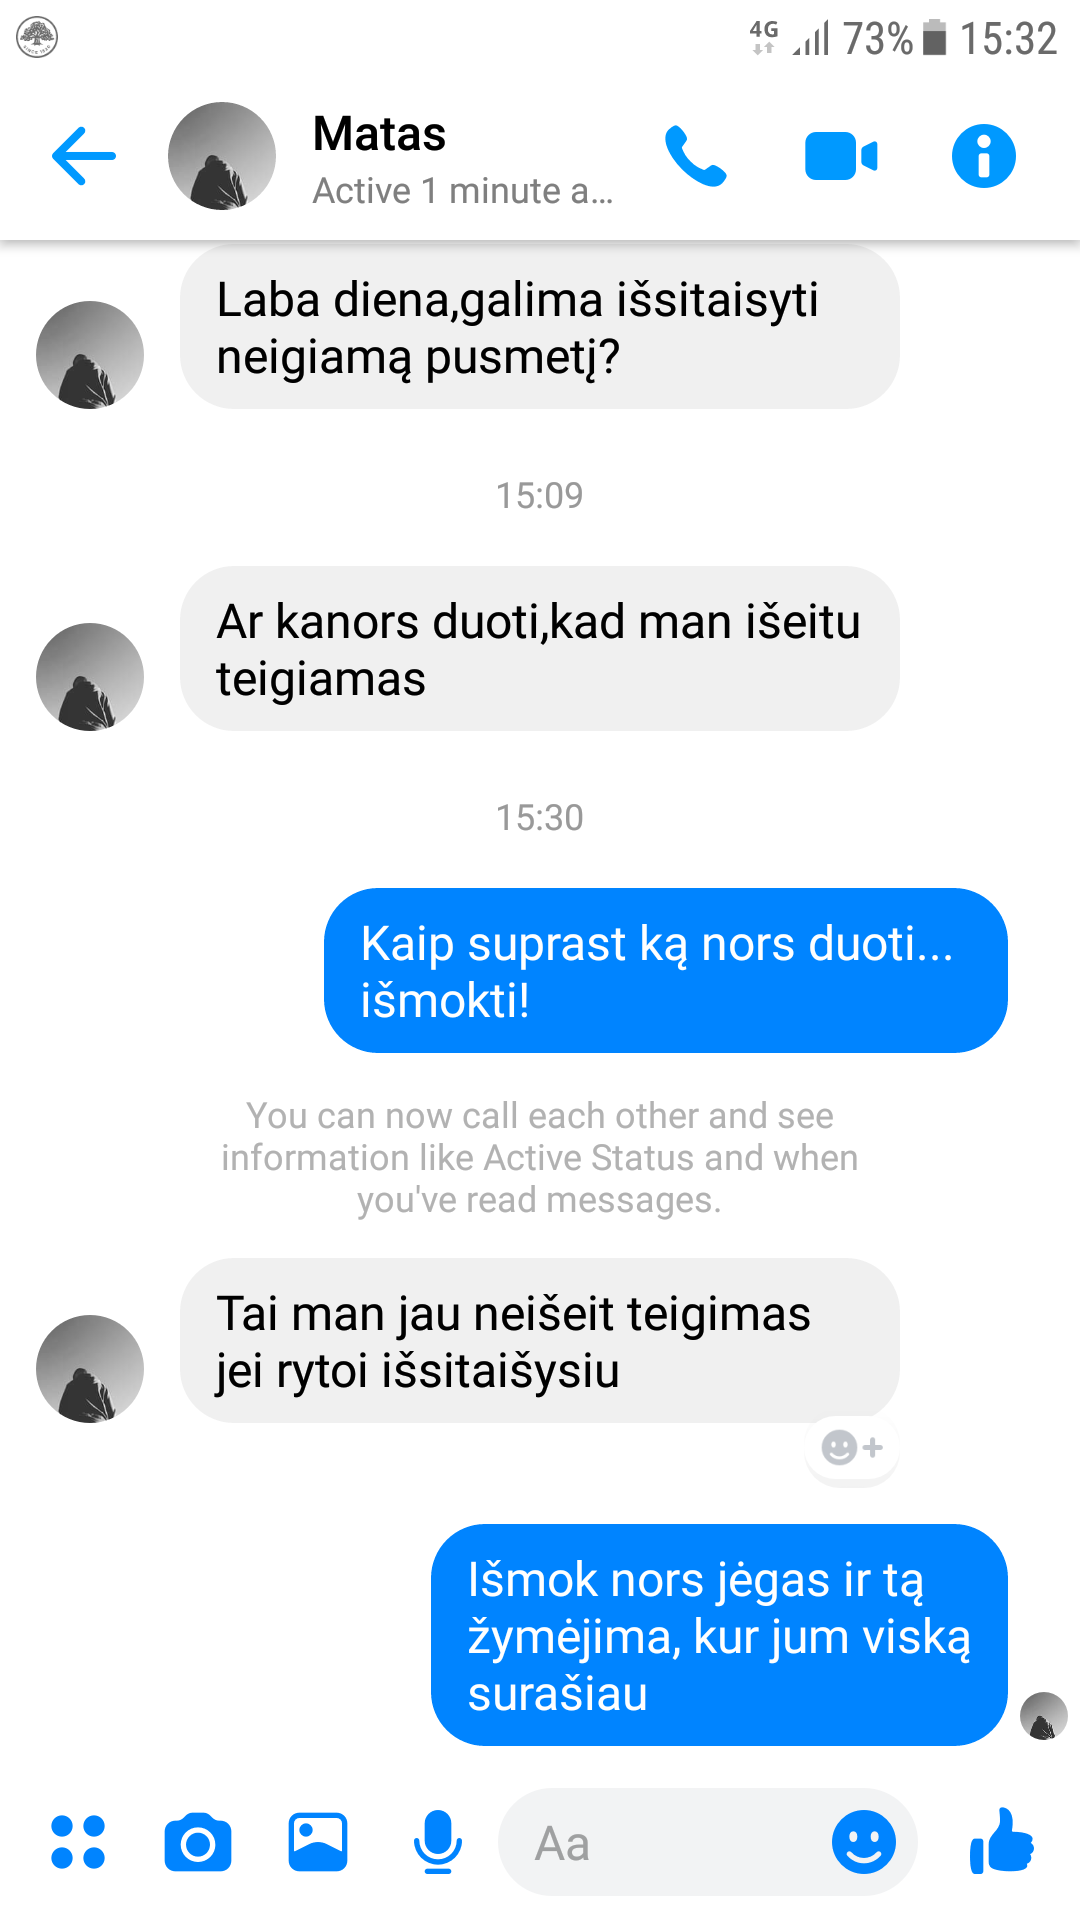 4G 73% 15:32
Matas
Active 1 minute a...
Laba diena,galima išsitaisyti
neigiamą pusmetį?
15:09
Ar kanors duoti,kad man išeitu
teigiamas
15:30
Kaip suprast ką nors duoti...
išmokti!
You can now call each other and see
information like Active Status and when
you've read messages.
Tai man jau neišeit teigimas
jei rytoi išsitaišysiu
Išmok nors jėgas ir tą
žymėjima, kur jum viską
surašiau
Aa